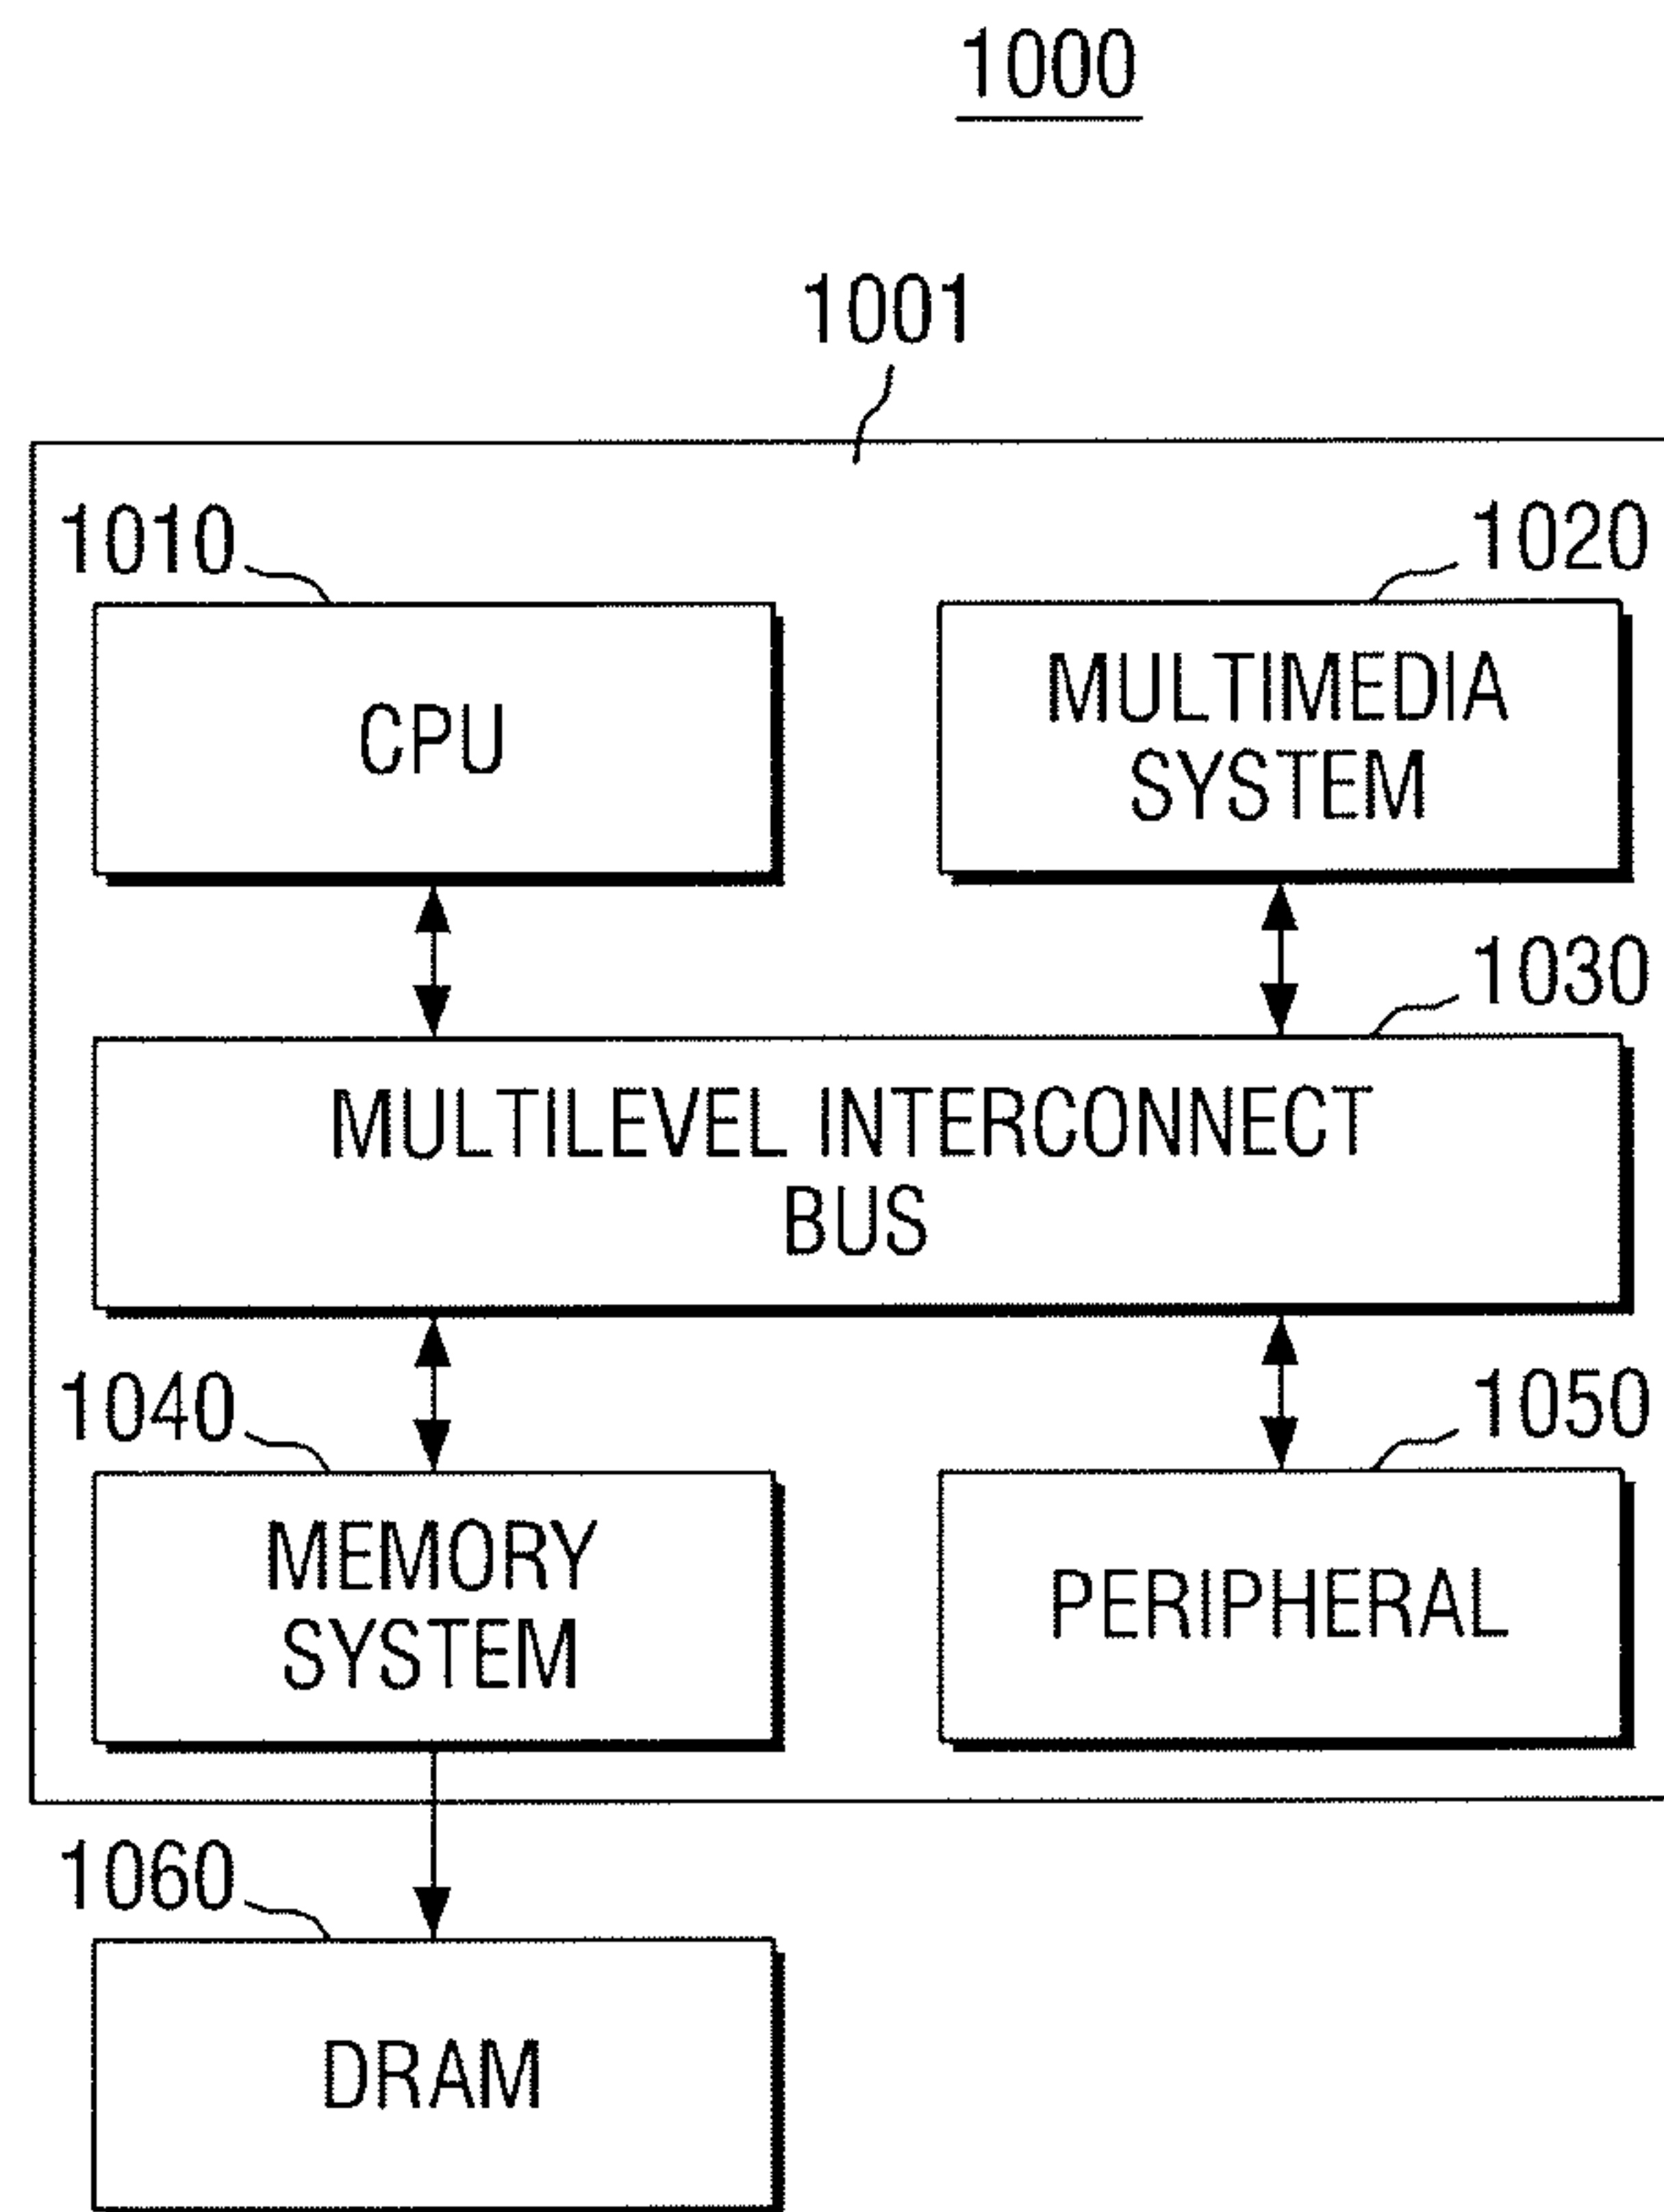 1000
1001
1010
1020
CPU
MULTIMEDIA
SYSTEM
1030
MULTILEVEL INTERCONNECT
BUS
1040
1050
MEMORY
SYSTEM
PERIPHERAL
1060
DRAM